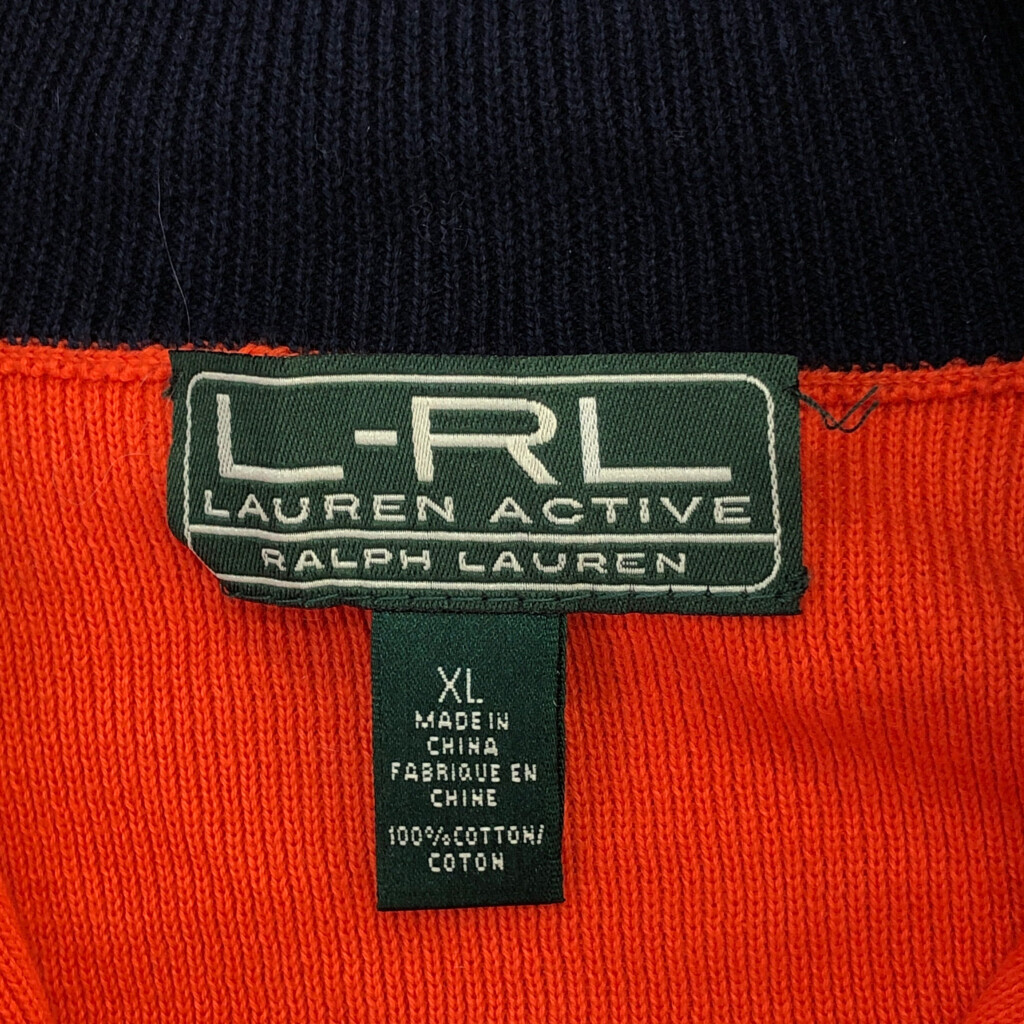 L-RL
LAUREN ACTIVE
RALPH LAUREN
XL
MADE IN
CHINA
FABRIQUE EN
CHINE
100% COTTON/
COTON